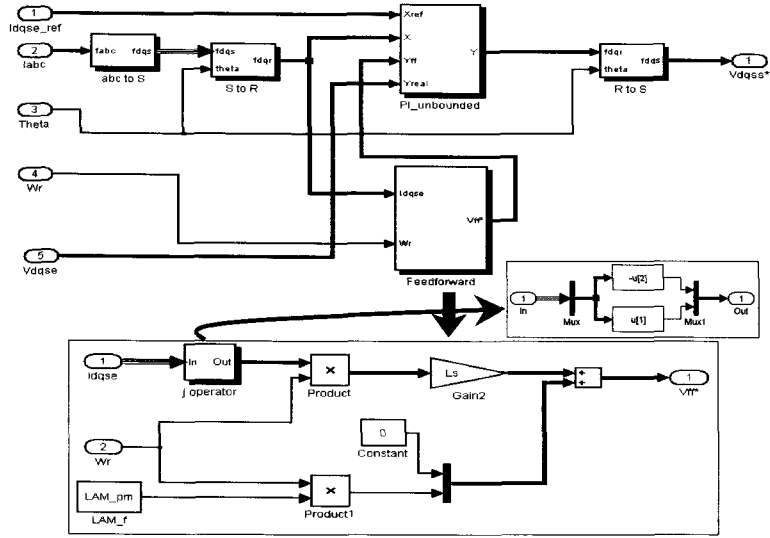 1
Idqse_ref
2
Iabc
fabc fdqs
abc to S
fdqs
theta
fdqr
S to R
Xref
X
Yff
Yreal
Y
PI_unbounded
fdqr
theta
fdqs
R to S
1
Vdqss*
3
Theta
4
Wr
5
Vdqse
Idqse
Wr
Vff*
Feedforward
1
In
Mux
-u[2]
u[1]
Mux1
1
Out
1
Idqse
In Out
j operator
×
Product
Ls
Gain2
+
+
1
Vff*
2
Wr
0
Constant
LAM_pm
LAM_f
×
Product1